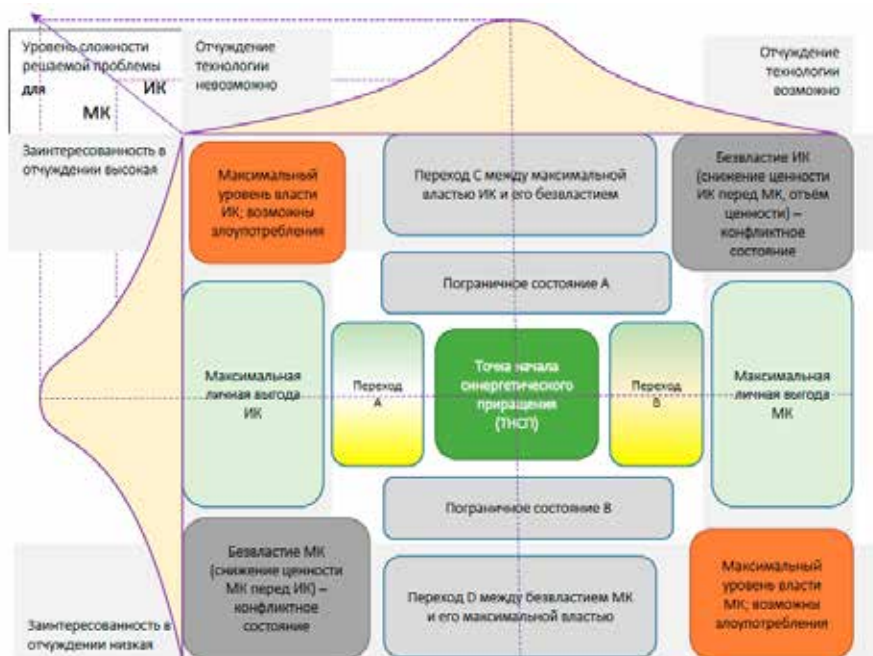 Уровень сложности
решаемой проблемы
для ИК
МК
Отчуждение
технологии
невозможно
Отчуждение
технологии
возможно
Заинтересованность в
отчуждении высокая
Максимальный
уровень власти
ИК; возможны
злоупотребления
Переход С между максимальной
властью ИК и его безвластием
Безвластие ИК
(снижение ценности
ИК перед МК, отъём
ценности) –
конфликтное
состояние
Пограничное состояние А
Максимальная
личная выгода
ИК
Переход
А
Точка начала
синергетического
приращения
(ТНСП)
Переход
В
Максимальная
личная выгода
МК
Пограничное состояние В
Безвластие МК
(снижение ценности
МК перед ИК) –
конфликтное
состояние
Переход D между безвластием МК
и его максимальной властью
Максимальный
уровень власти
МК; возможны
злоупотребления
Заинтересованность в
отчуждении низкая